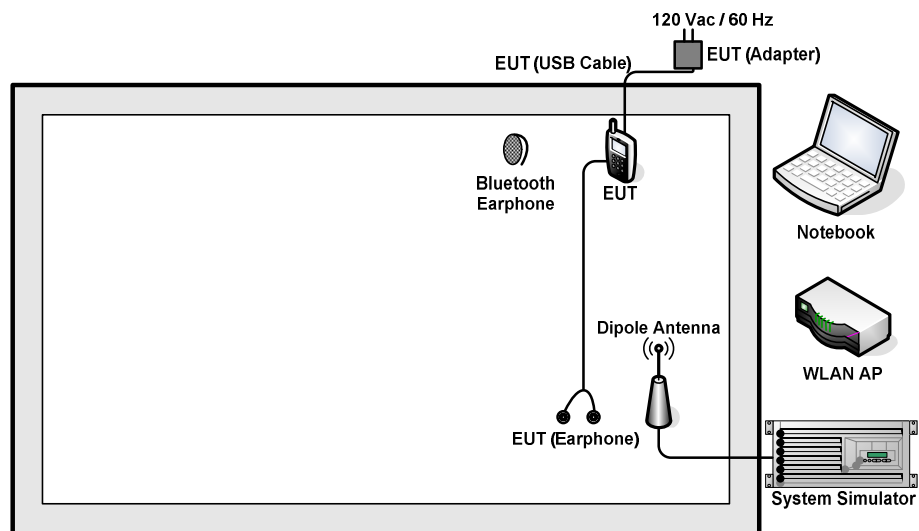 120 Vac / 60 Hz
EUT (Adapter)
EUT (USB Cable)
Bluetooth
Earphone
EUT
Notebook
Dipole Antenna
WLAN AP
EUT (Earphone)
System Simulator